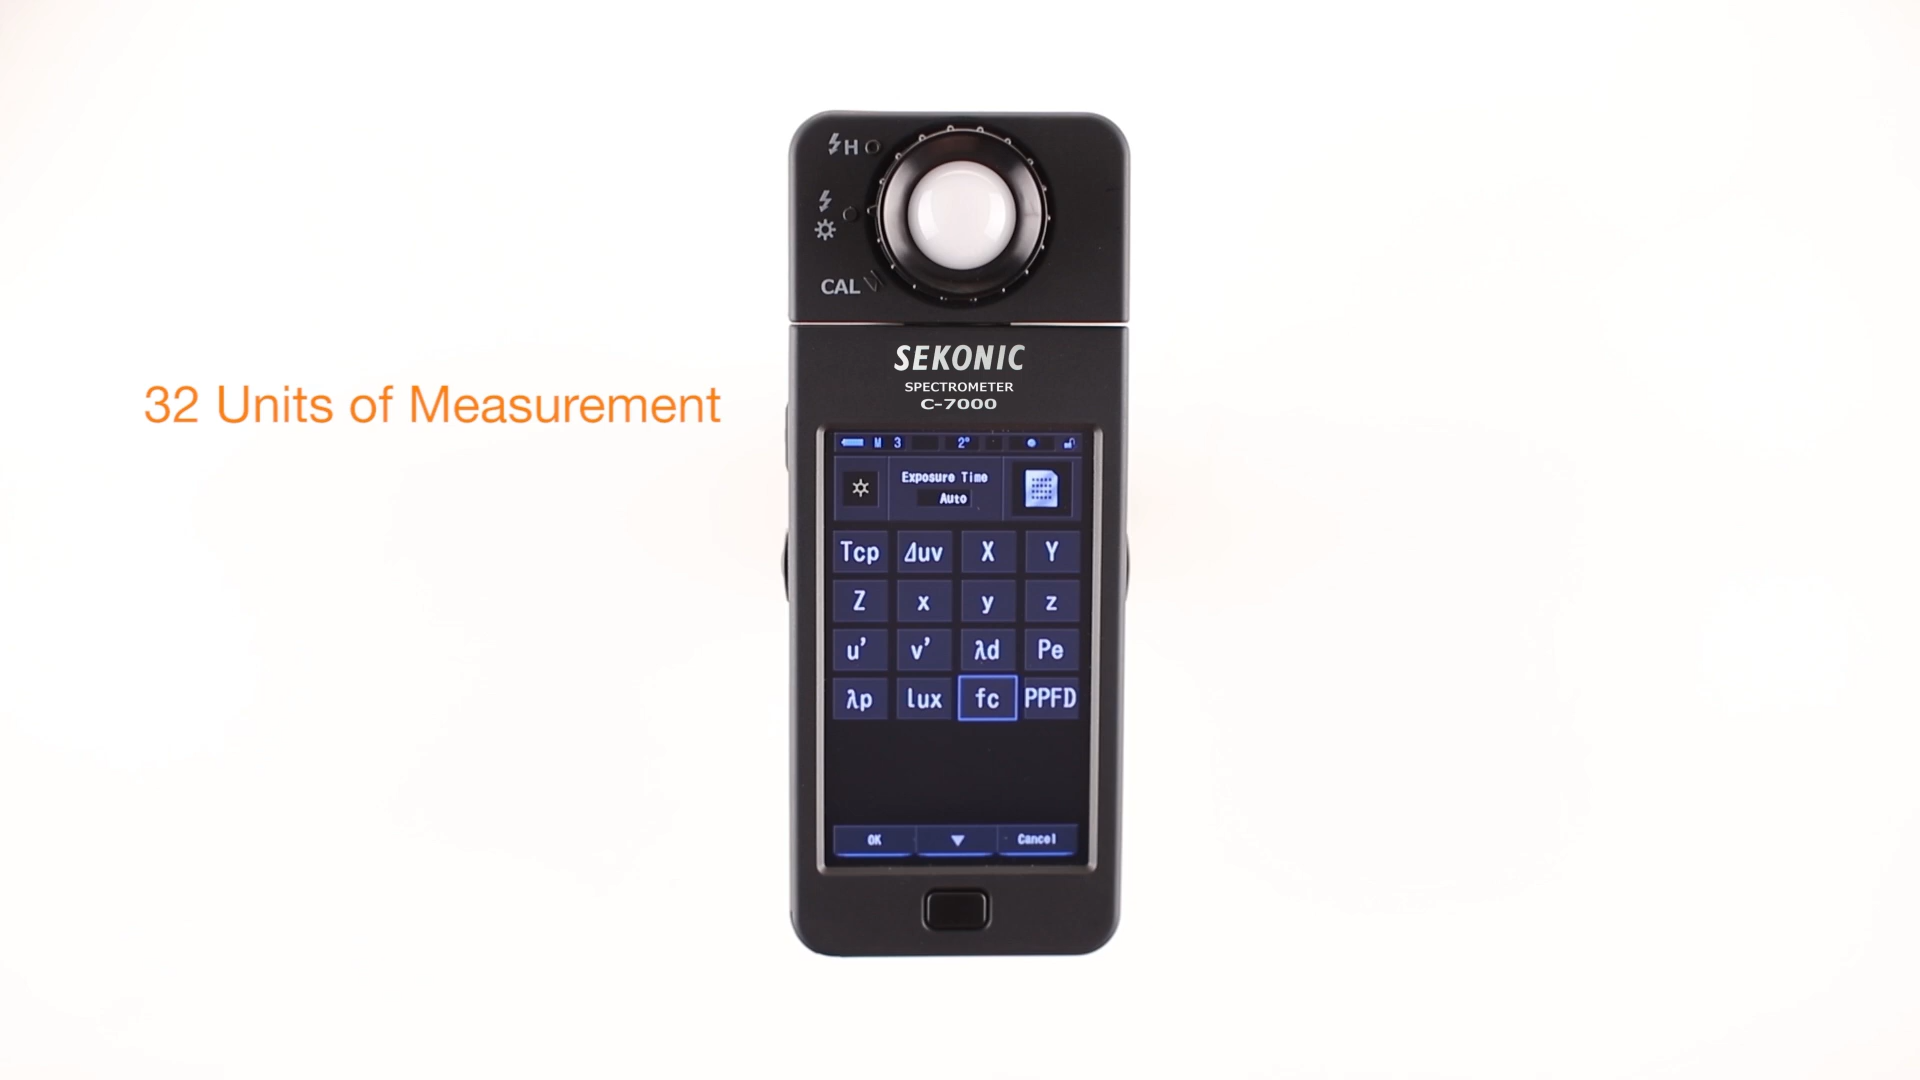 H
CAL
SEKONIC
SPECTROMETER
C-7000
32 Units of Measurement
M 3 2°
Exposure Time
Auto
Tcp Δuv X Y
Z x y z
u' v' λd Pe
λp lux fc PPFD
OK ▼ Cancel